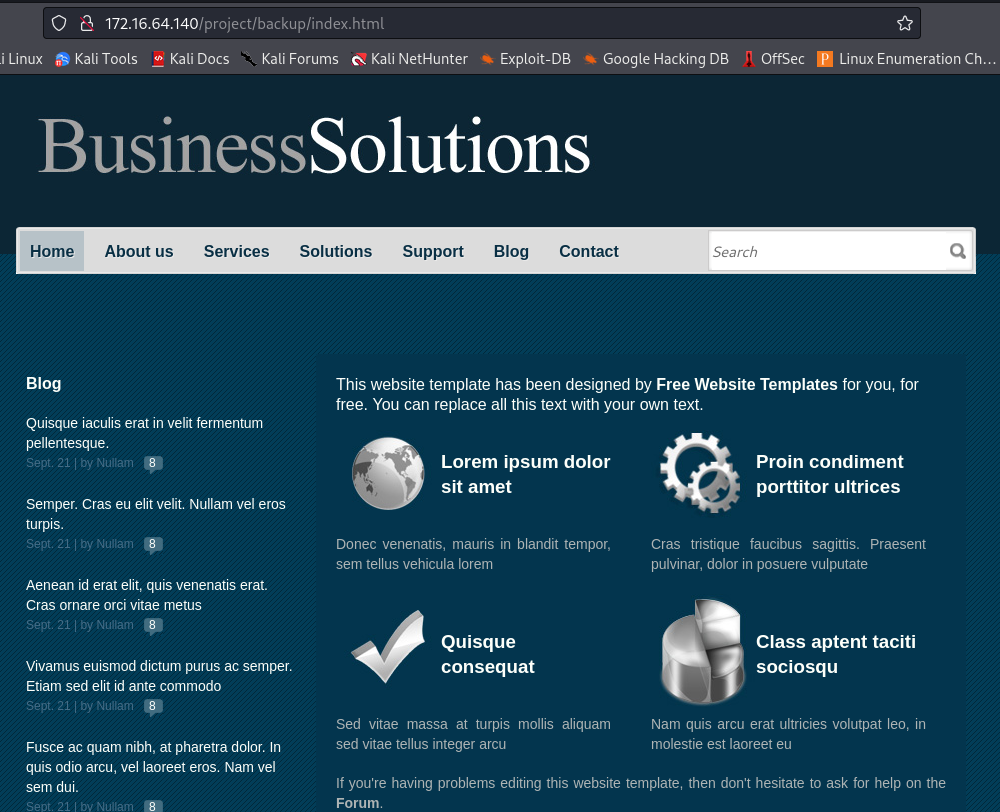 172.16.64.140/project/backup/index.html
i Linux Kali Tools Kali Docs Kali Forums Kali NetHunter Exploit-DB Google Hacking DB OffSec Linux Enumeration Ch…
BusinessSolutions
Home About us Services Solutions Support Blog Contact Search
Blog
Quisque iaculis erat in velit fermentum
pellentesque.
Sept. 21 | by Nullam 8
Semper. Cras eu elit velit. Nullam vel eros
turpis.
Sept. 21 | by Nullam 8
Aenean id erat elit, quis venenatis erat.
Cras ornare orci vitae metus
Sept. 21 | by Nullam 8
Vivamus euismod dictum purus ac semper.
Etiam sed elit id ante commodo
Sept. 21 | by Nullam 8
Fusce ac quam nibh, at pharetra dolor. In
quis odio arcu, vel laoreet eros. Nam vel
sem dui.
Sept. 21 | by Nullam 8
This website template has been designed by Free Website Templates for you, for
free. You can replace all this text with your own text.
Lorem ipsum dolor
sit amet
Donec venenatis, mauris in blandit tempor,
sem tellus vehicula lorem
Proin condiment
porttitor ultrices
Cras tristique faucibus sagittis. Praesent
pulvinar, dolor in posuere vulputate
Quisque
consequat
Sed vitae massa at turpis mollis aliquam
sed vitae tellus integer arcu
Class aptent taciti
sociosqu
Nam quis arcu erat ultricies volutpat leo, in
molestie est laoreet eu
If you're having problems editing this website template, then don't hesitate to ask for help on the
Forum.